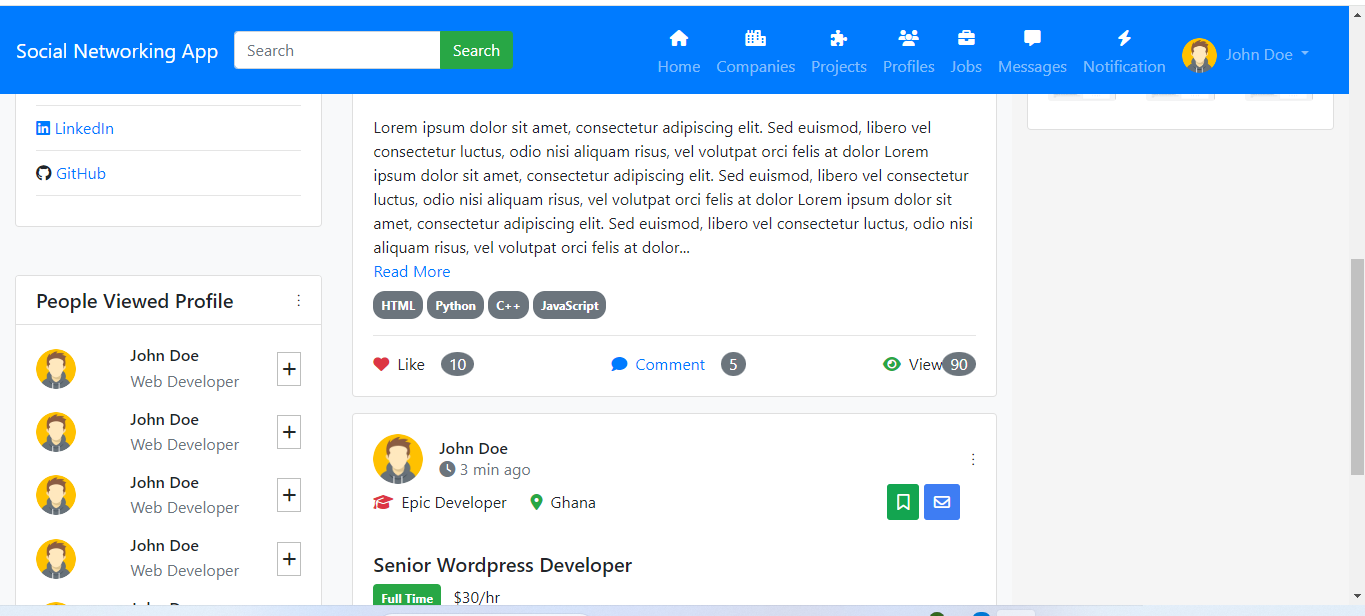 Social Networking App
Search
Search
Home
Companies
Projects
Profiles
Jobs
Messages
Notification
John Doe
LinkedIn
GitHub
People Viewed Profile
John Doe
Web Developer
John Doe
Web Developer
John Doe
Web Developer
John Doe
Web Developer
Lorem ipsum dolor sit amet, consectetur adipiscing elit. Sed euismod, libero vel
consectetur luctus, odio nisi aliquam risus, vel volutpat orci felis at dolor Lorem
ipsum dolor sit amet, consectetur adipiscing elit. Sed euismod, libero vel consectetur
luctus, odio nisi aliquam risus, vel volutpat orci felis at dolor Lorem ipsum dolor sit
amet, consectetur adipiscing elit. Sed euismod, libero vel consectetur luctus, odio nisi
aliquam risus, vel volutpat orci felis at dolor...
Read More
HTML Python C++ JavaScript
Like 10 Comment 5 View 90
John Doe
3 min ago
Epic Developer Ghana
Senior Wordpress Developer
Full Time $30/hr